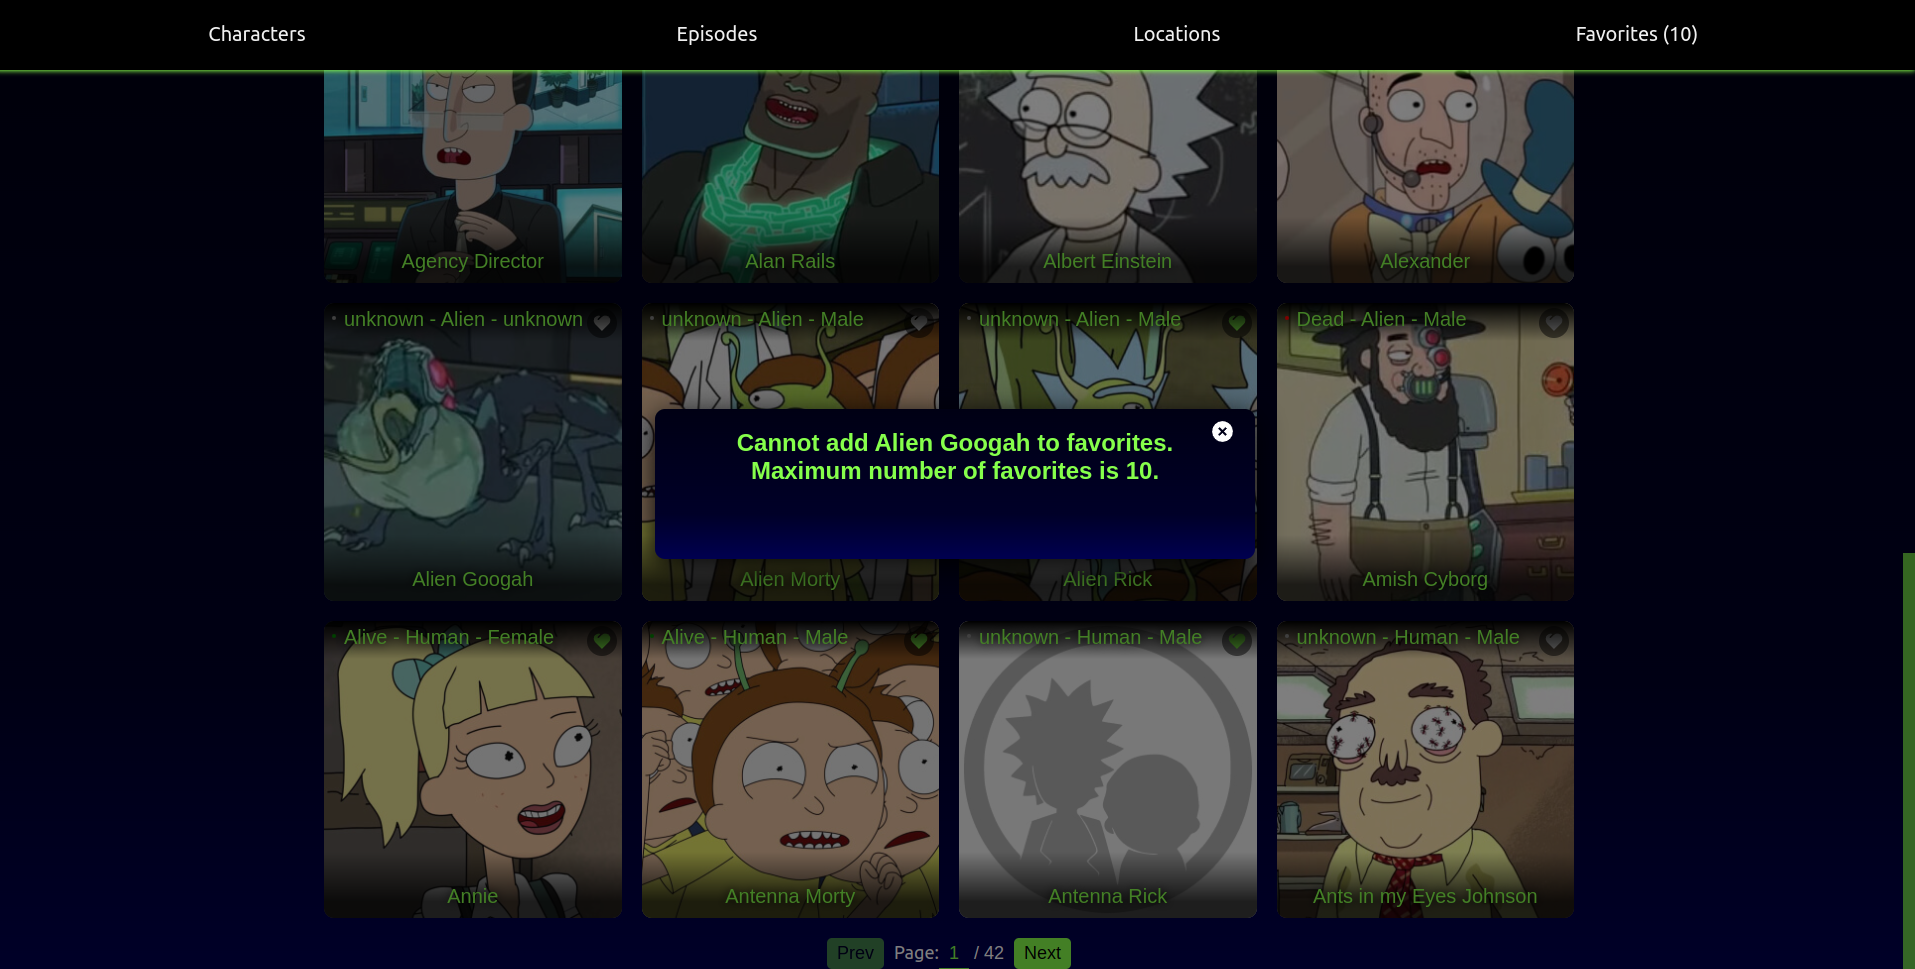 Characters Episodes Locations Favorites (10)
Agency Director Alan Rails Albert Einstein Alexander
unknown - Alien - unknown unknown - Alien - Male unknown - Alien - Male Dead - Alien - Male
Cannot add Alien Googah to favorites.
Maximum number of favorites is 10.
Alien Googah Alien Morty Alien Rick Amish Cyborg
Alive - Human - Female Alive - Human - Male unknown - Human - Male unknown - Human - Male
Annie Antenna Morty Antenna Rick Ants in my Eyes Johnson
Prev Page: 1 / 42 Next